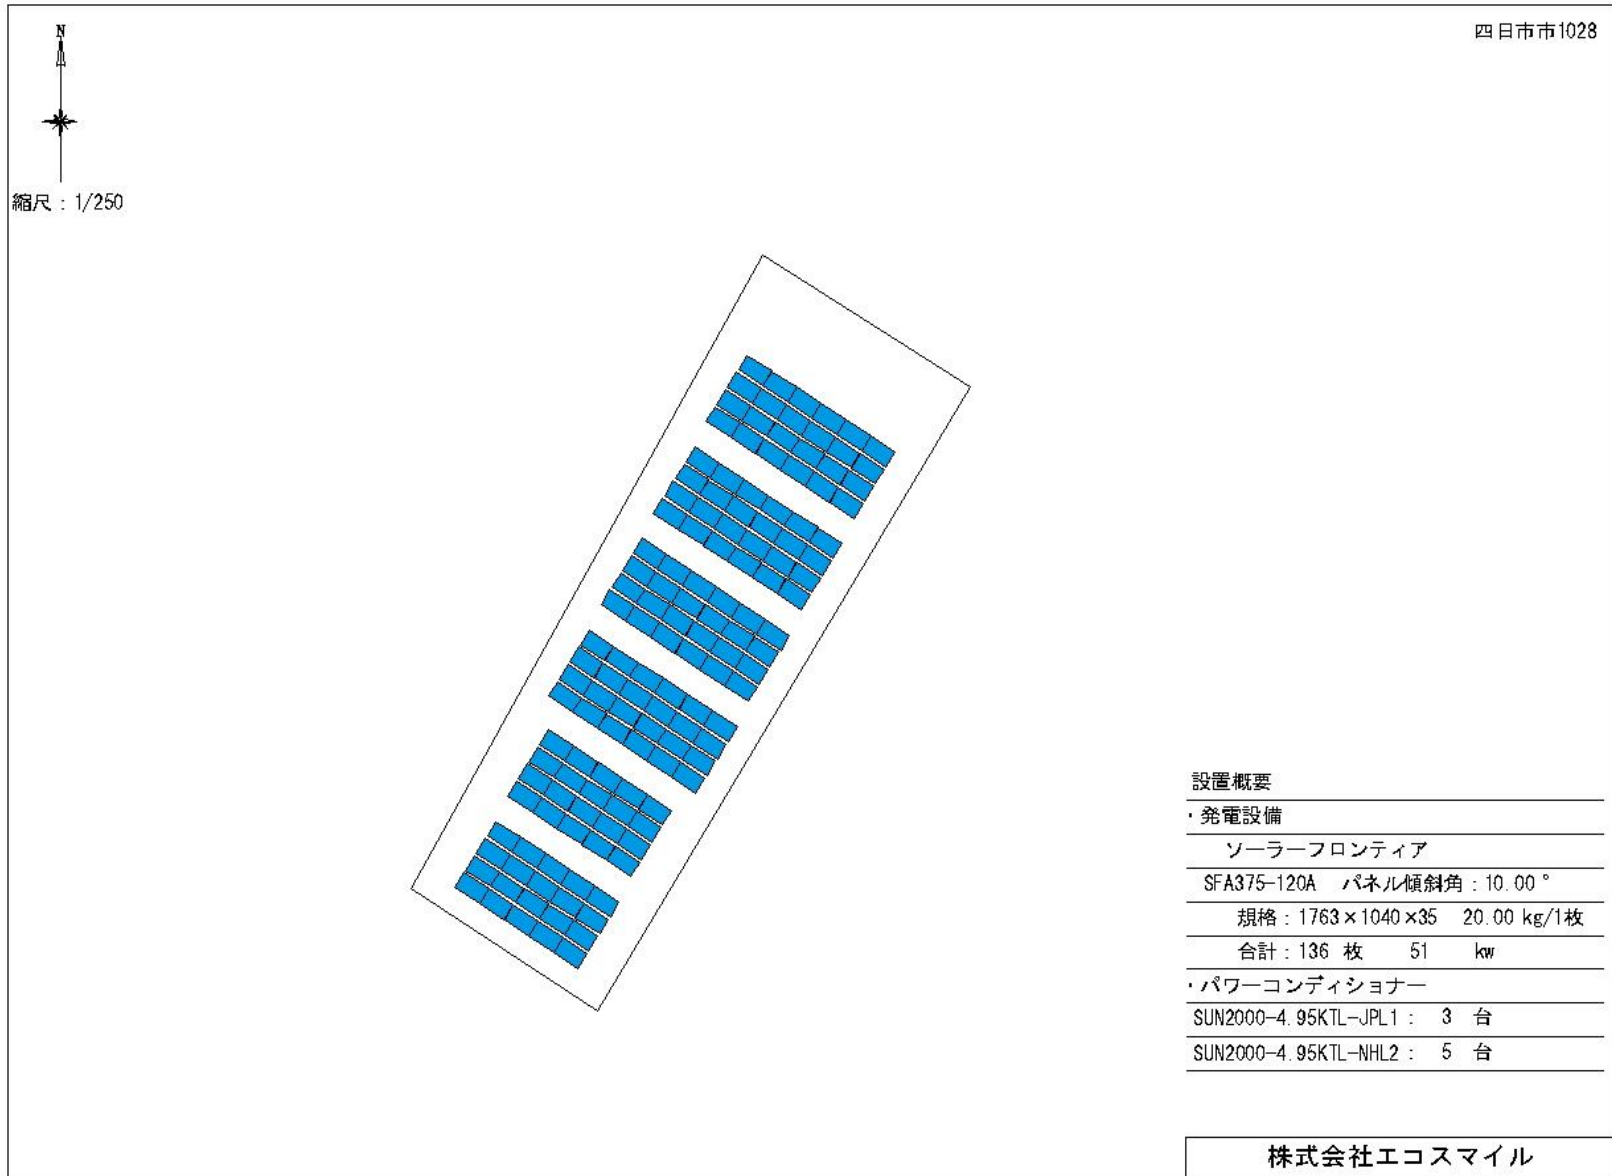 N
四日市市1028
縮尺：1/250
設置概要
・発電設備
ソーラーフロンティア
SFA375-120A　パネル傾斜角：10.00°
規格：1763×1040×35　20.00 kg/1枚
合計：136 枚　51　kw
・パワーコンディショナー
SUN2000-4.95KTL-JPL1：　3　台
SUN2000-4.95KTL-NHL2：　5　台
株式会社エコスマイル